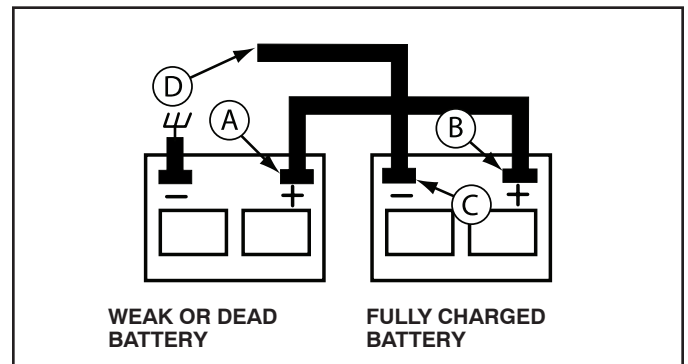 D
A
B
C
− + − +
WEAK OR DEAD
BATTERY
FULLY CHARGED
BATTERY